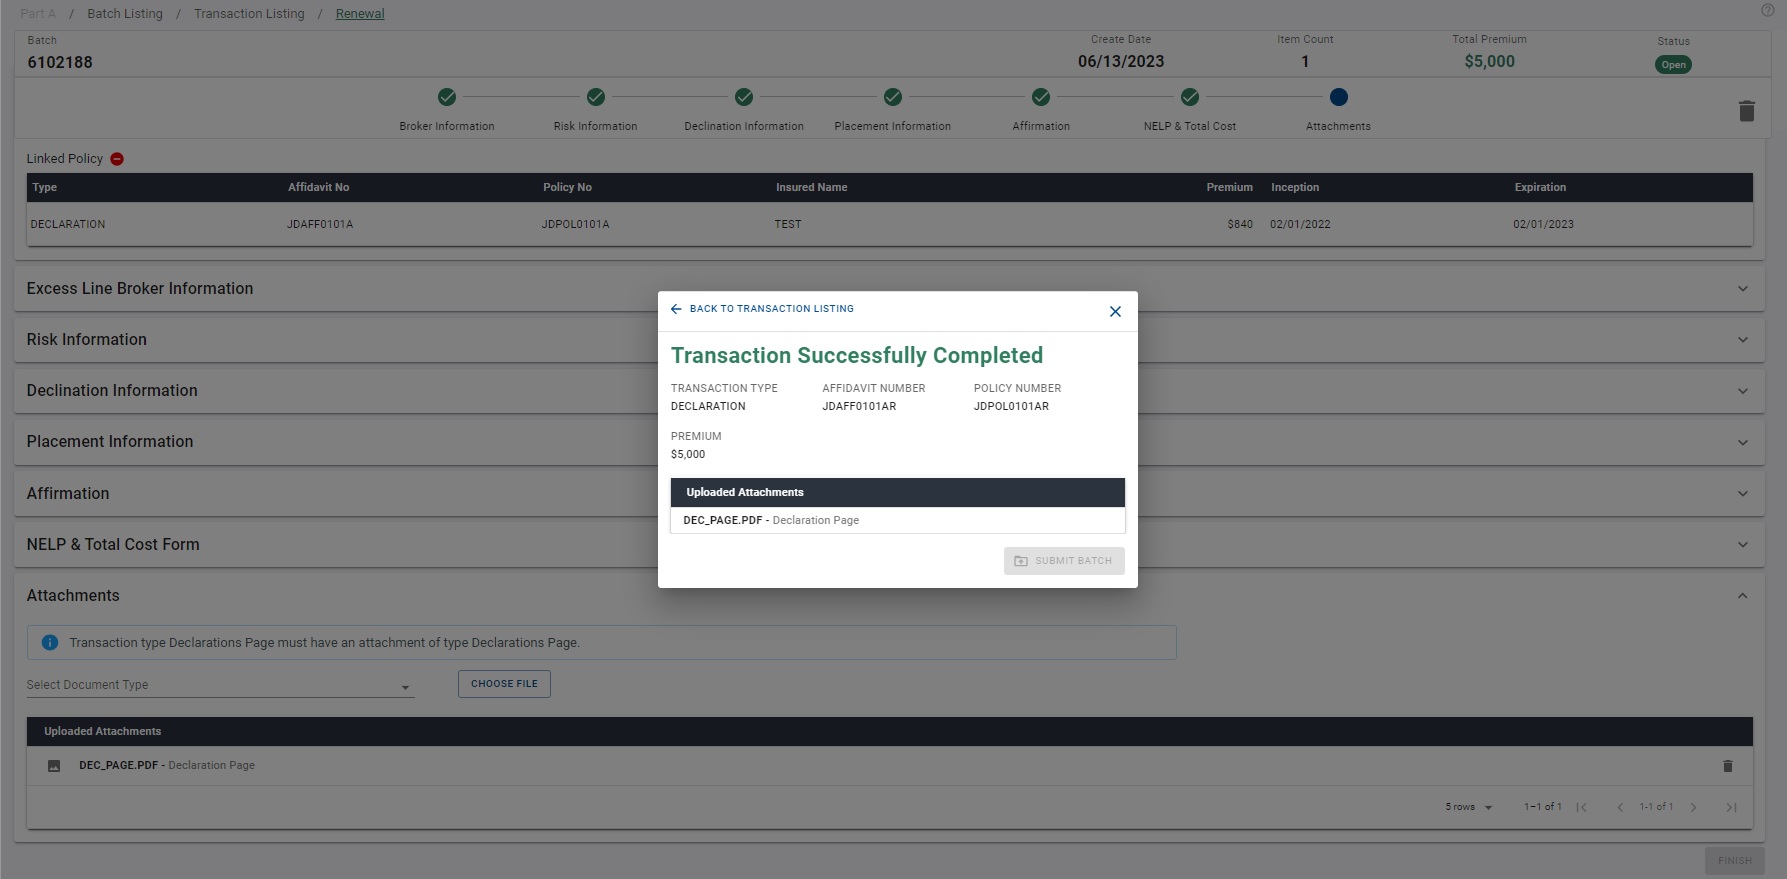 Part A / Batch Listing / Transaction Listing / Renewal
Batch
6102188
Create Date
06/13/2023
Item Count
1
Total Premium
$5,000
Status
Open
Broker Information
Risk Information
Declination Information
Placement Information
Affirmation
NELP & Total Cost
Attachments
Linked Policy
Type Affidavit No Policy No Insured Name Premium Inception Expiration
DECLARATION JDAFF0101A JDPOL0101A TEST $840 02/01/2022 02/01/2023
Excess Line Broker Information
Risk Information
Declination Information
Placement Information
Affirmation
NELP & Total Cost Form
Attachments
Transaction type Declarations Page must have an attachment of type Declarations Page.
Select Document Type
CHOOSE FILE
Uploaded Attachments
DEC_PAGE.PDF - Declaration Page
5 rows 1–1 of 1 1-1 of 1
FINISH
BACK TO TRANSACTION LISTING
Transaction Successfully Completed
TRANSACTION TYPE AFFIDAVIT NUMBER POLICY NUMBER
DECLARATION JDAFF0101AR JDPOL0101AR
PREMIUM
$5,000
Uploaded Attachments
DEC_PAGE.PDF - Declaration Page
SUBMIT BATCH